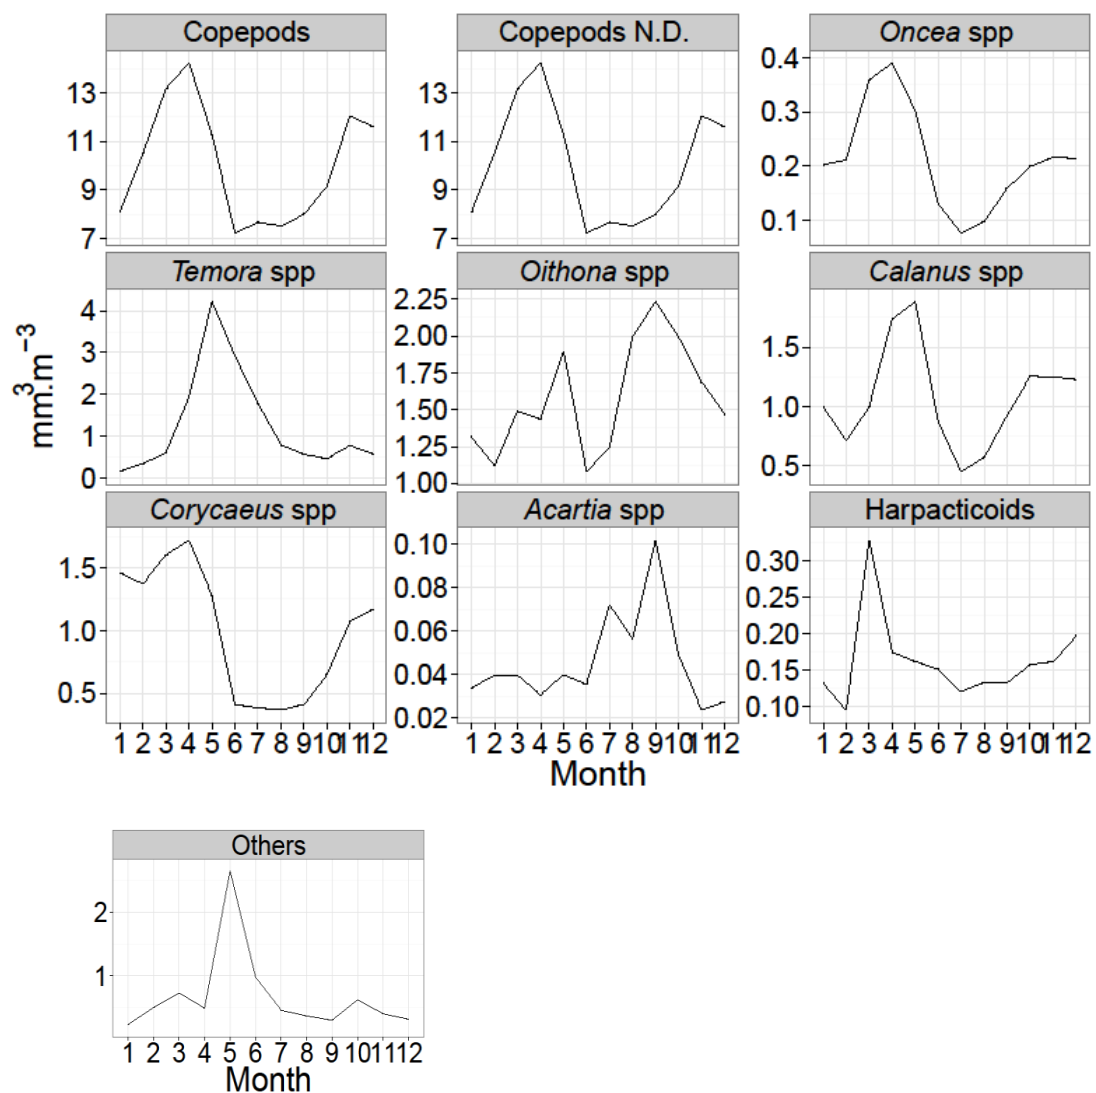 Copepods
Copepods N.D.
Oncea spp
13
11
9
7
13
11
9
7
0.4
0.3
0.2
0.1
Temora spp
Oithona spp
Calanus spp
mm³.m⁻³
4
3
2
1
0
2.25
2.00
1.75
1.50
1.25
1.00
1.5
1.0
0.5
Corycaeus spp
Acartia spp
Harpacticoids
1.5
1.0
0.5
0.10
0.08
0.06
0.04
0.02
0.30
0.25
0.20
0.15
0.10
1 2 3 4 5 6 7 8 9 10 11 12
1 2 3 4 5 6 7 8 9 10 11 12
1 2 3 4 5 6 7 8 9 10 11 12
Month
Others
2
1
1 2 3 4 5 6 7 8 9 10 11 12
Month